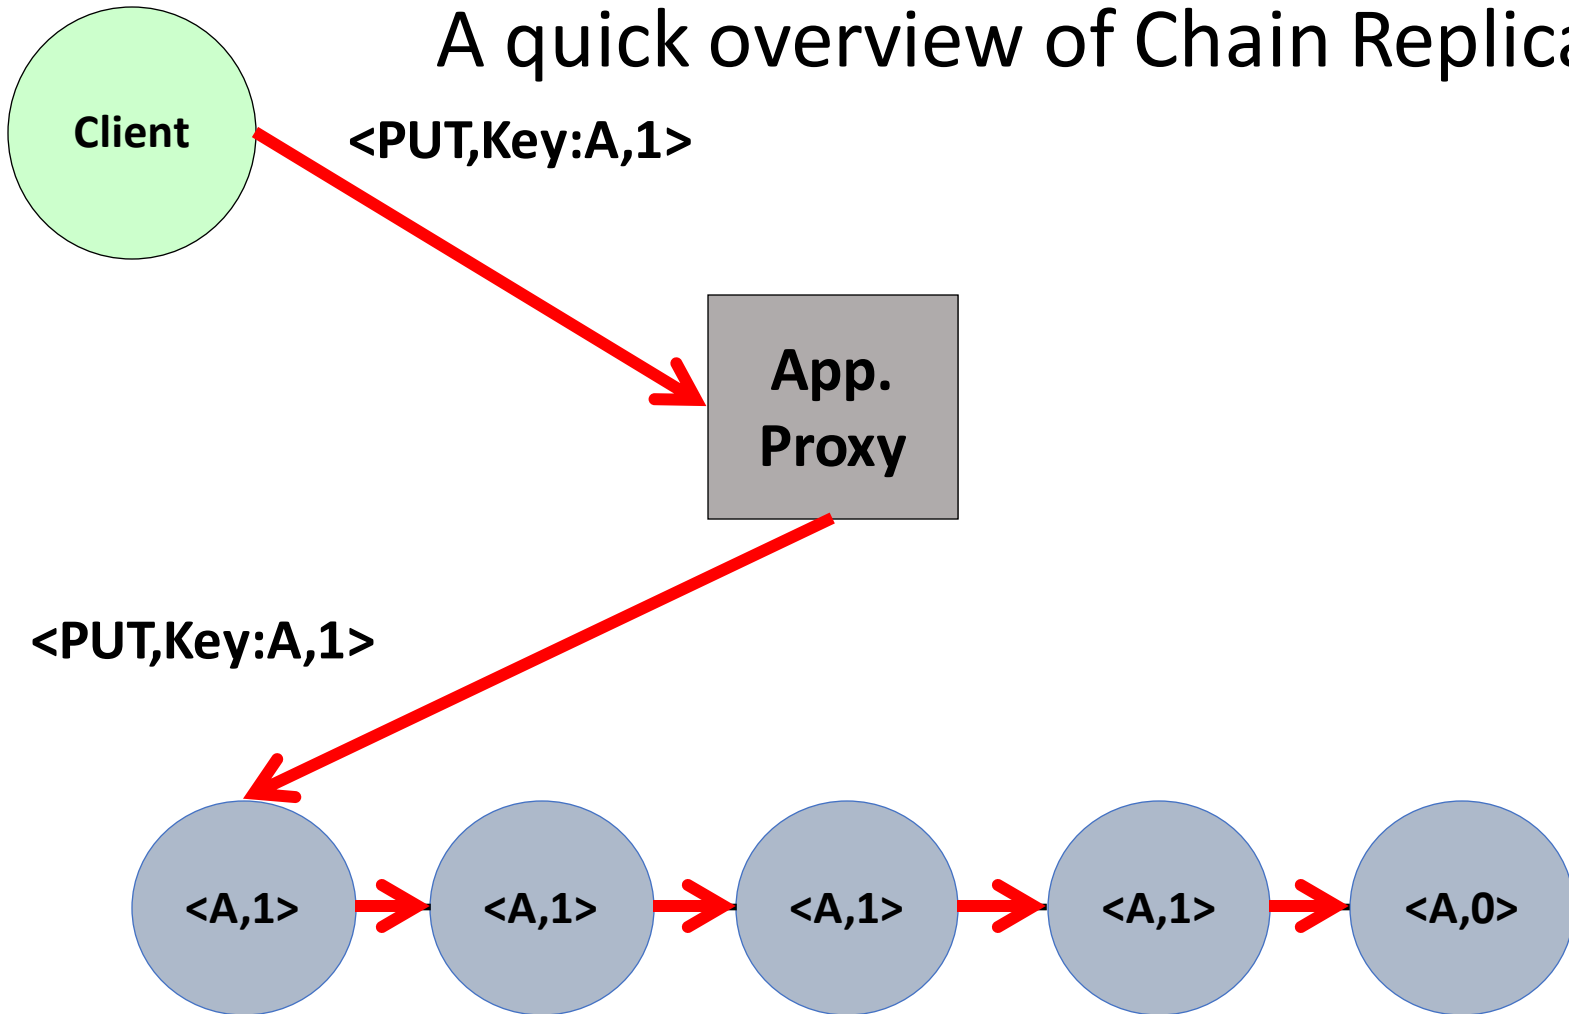 A quick overview of Chain Replica
Client
<PUT,Key:A,1>
App.
Proxy
<PUT,Key:A,1>
<A,1>
<A,1>
<A,1>
<A,1>
<A,0>